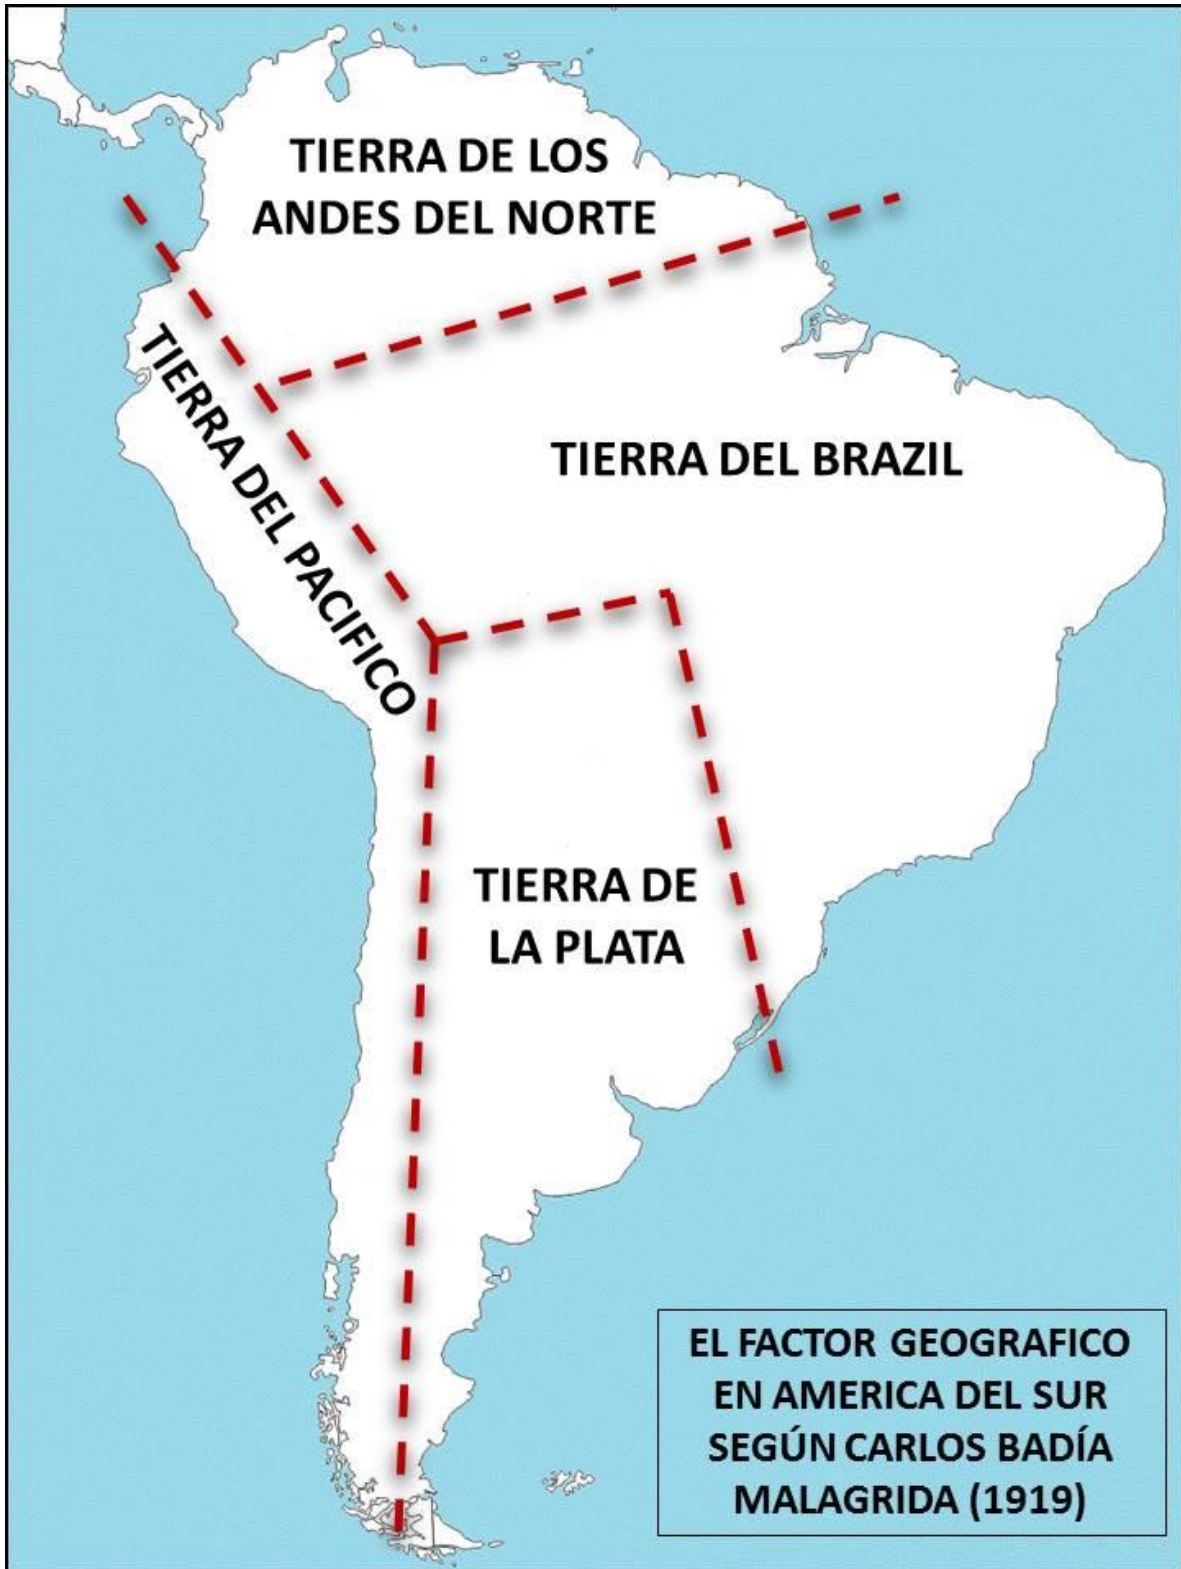 TIERRA DE LOS
ANDES DEL NORTE
TIERRA DEL PACIFICO
TIERRA DEL BRAZIL
TIERRA DE
LA PLATA
EL FACTOR GEOGRAFICO
EN AMERICA DEL SUR
SEGÚN CARLOS BADÍA
MALAGRIDA (1919)